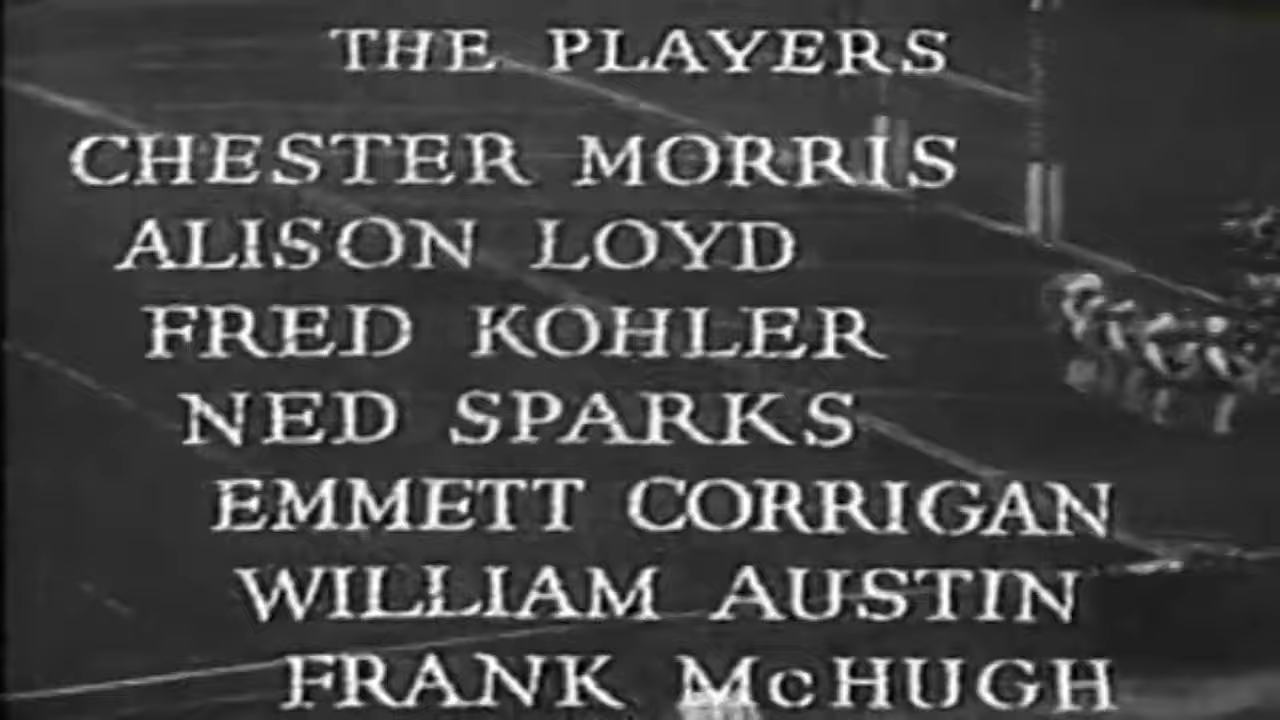 THE PLAYERS
CHESTER MORRIS
ALISON LOYD
FRED KOHLER
NED SPARKS
EMMETT CORRIGAN
WILLIAM AUSTIN
FRANK McHUGH